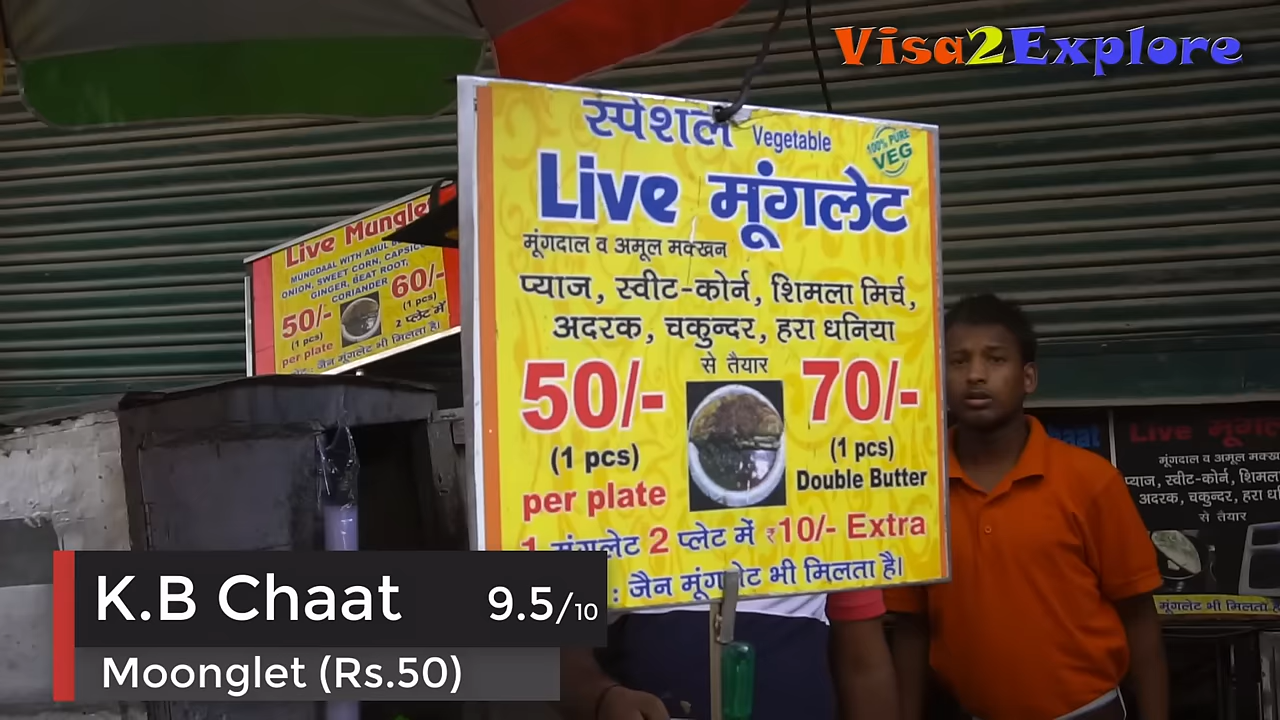 Visa2Explore
स्पेशल Vegetable
100% PURE VEG
Live मूंगलेट
मूंगदाल व अमूल मक्खन
प्याज, स्वीट-कोर्न, शिमला मिर्च,
अदरक, चकुन्दर, हरा धनिया
से तैयार
50/- 70/-
(1 pcs) (1 pcs)
per plate Double Butter
1 मूंगलेट 2 प्लेट में ₹10/- Extra
: जैन मूंगलेट भी मिलता है।
Live Mungle
MUNGDAAL WITH AMUL
ONION, SWEET CORN, CAPSIC
GINGER, BEAT ROOT,
CORIANDER
50/- 60/-
(1 pcs) (1 pcs)
per plate 2 प्लेट में
जैन मूंगलेट भी मिलता है।
Live
मूंगदाल व अमूल मक्ख
प्याज, स्वीट-कोर्न, शिमल
अदरक, चकुन्दर, हरा ध
से तैयार
मूंगलेट भी मिलता
K.B Chaat 9.5/10
Moonglet (Rs.50)